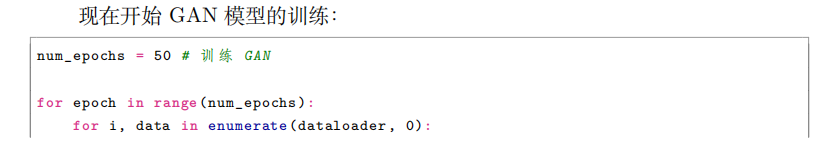 现在开始 GAN 模型的训练：
num_epochs = 50 # 训练 GAN
for epoch in range(num_epochs):
    for i, data in enumerate(dataloader, 0):